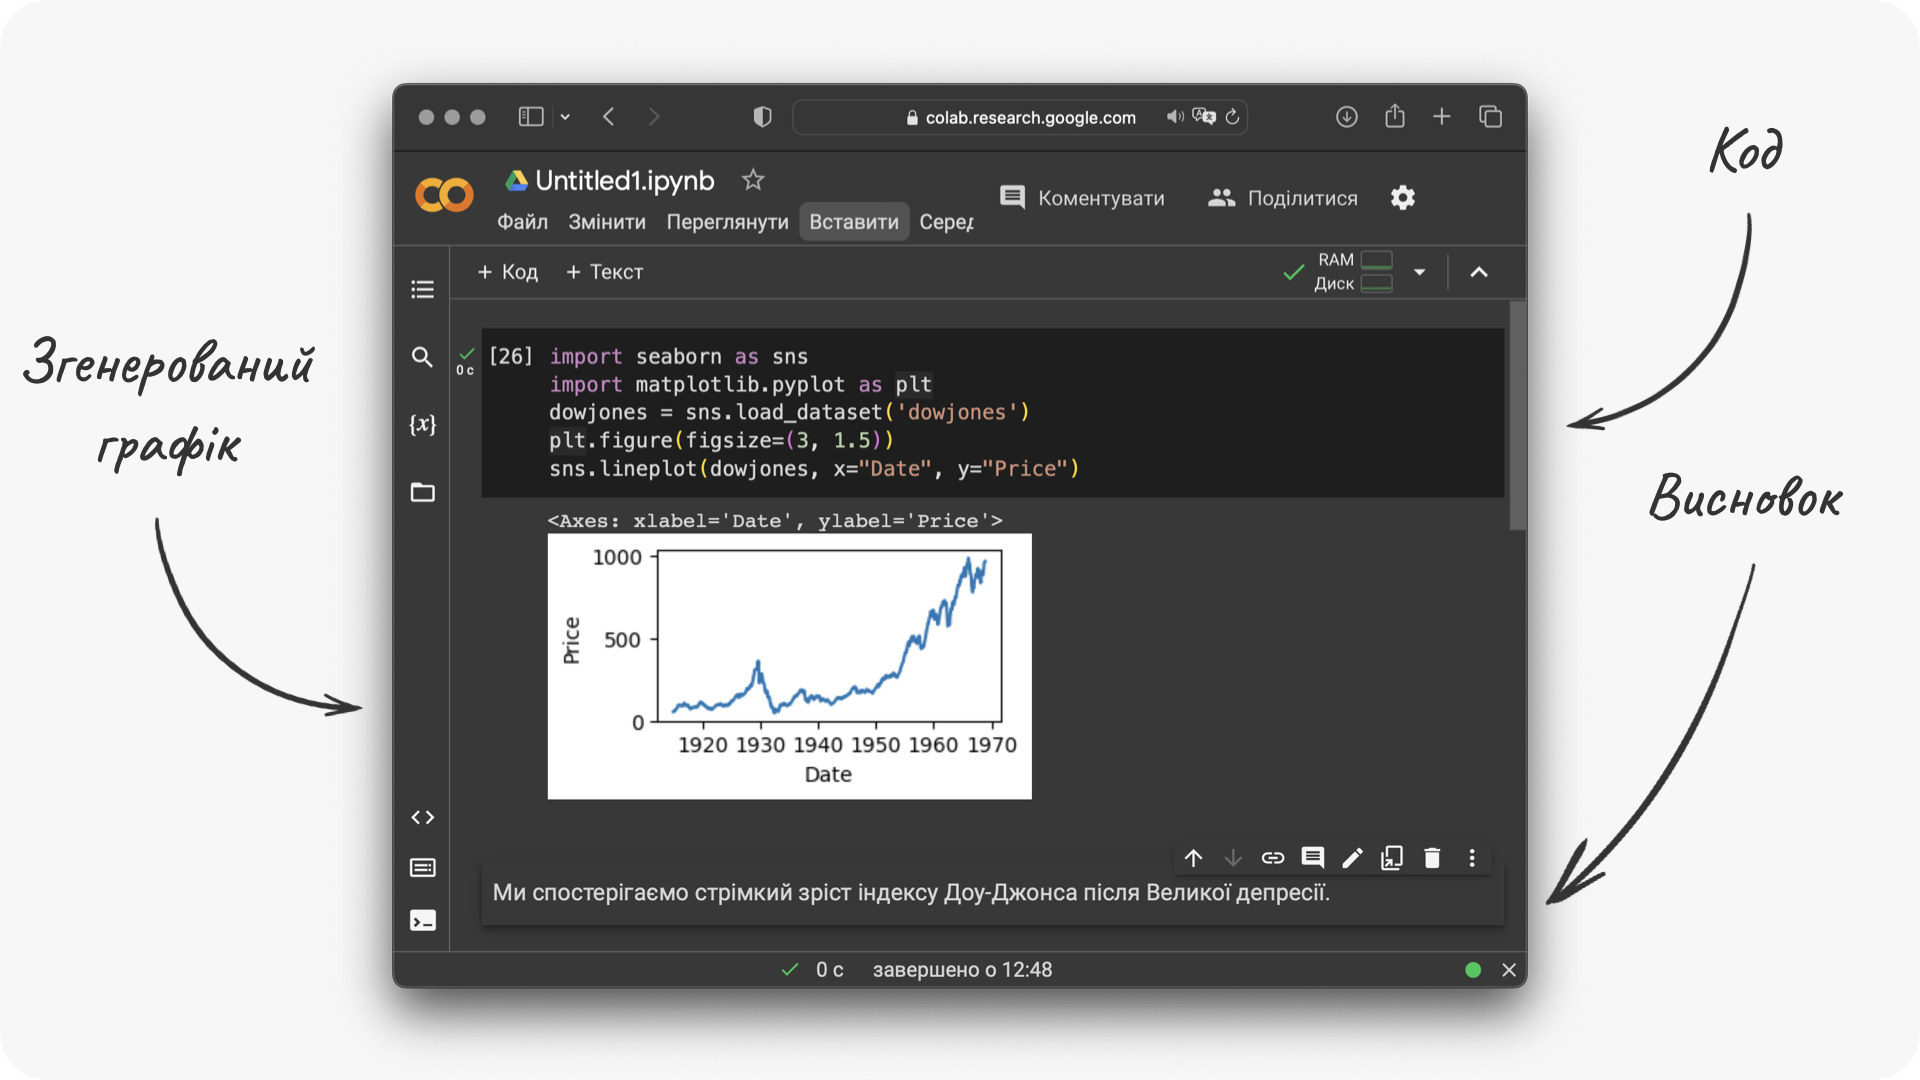 colab.research.google.com
Untitled1.ipynb
Коментувати
Поділитися
Файл Змінити Переглянути Вставити Серед
+ Код + Текст
RAM
Диск
Код
Згенерований
графік
Висновок
0 с
[26] import seaborn as sns
import matplotlib.pyplot as plt
dowjones = sns.load_dataset('dowjones')
plt.figure(figsize=(3, 1.5))
sns.lineplot(dowjones, x="Date", y="Price")
{x}
<Axes: xlabel='Date', ylabel='Price'>
1000
500
0
Price
1920 1930 1940 1950 1960 1970
Date
Ми спостерігаємо стрімкий зріст індексу Доу-Джонса після Великої депресії.
0 с завершено о 12:48